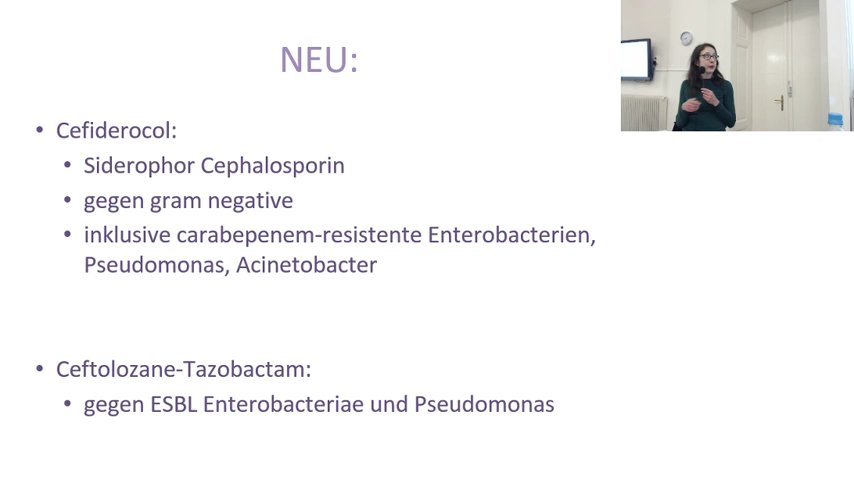 NEU:
• Cefiderocol:
• Siderophor Cephalosporin
• gegen gram negative
• inklusive carabepenem-resistente Enterobacterien,
Pseudomonas, Acinetobacter
• Ceftolozane-Tazobactam:
• gegen ESBL Enterobacteriae und Pseudomonas